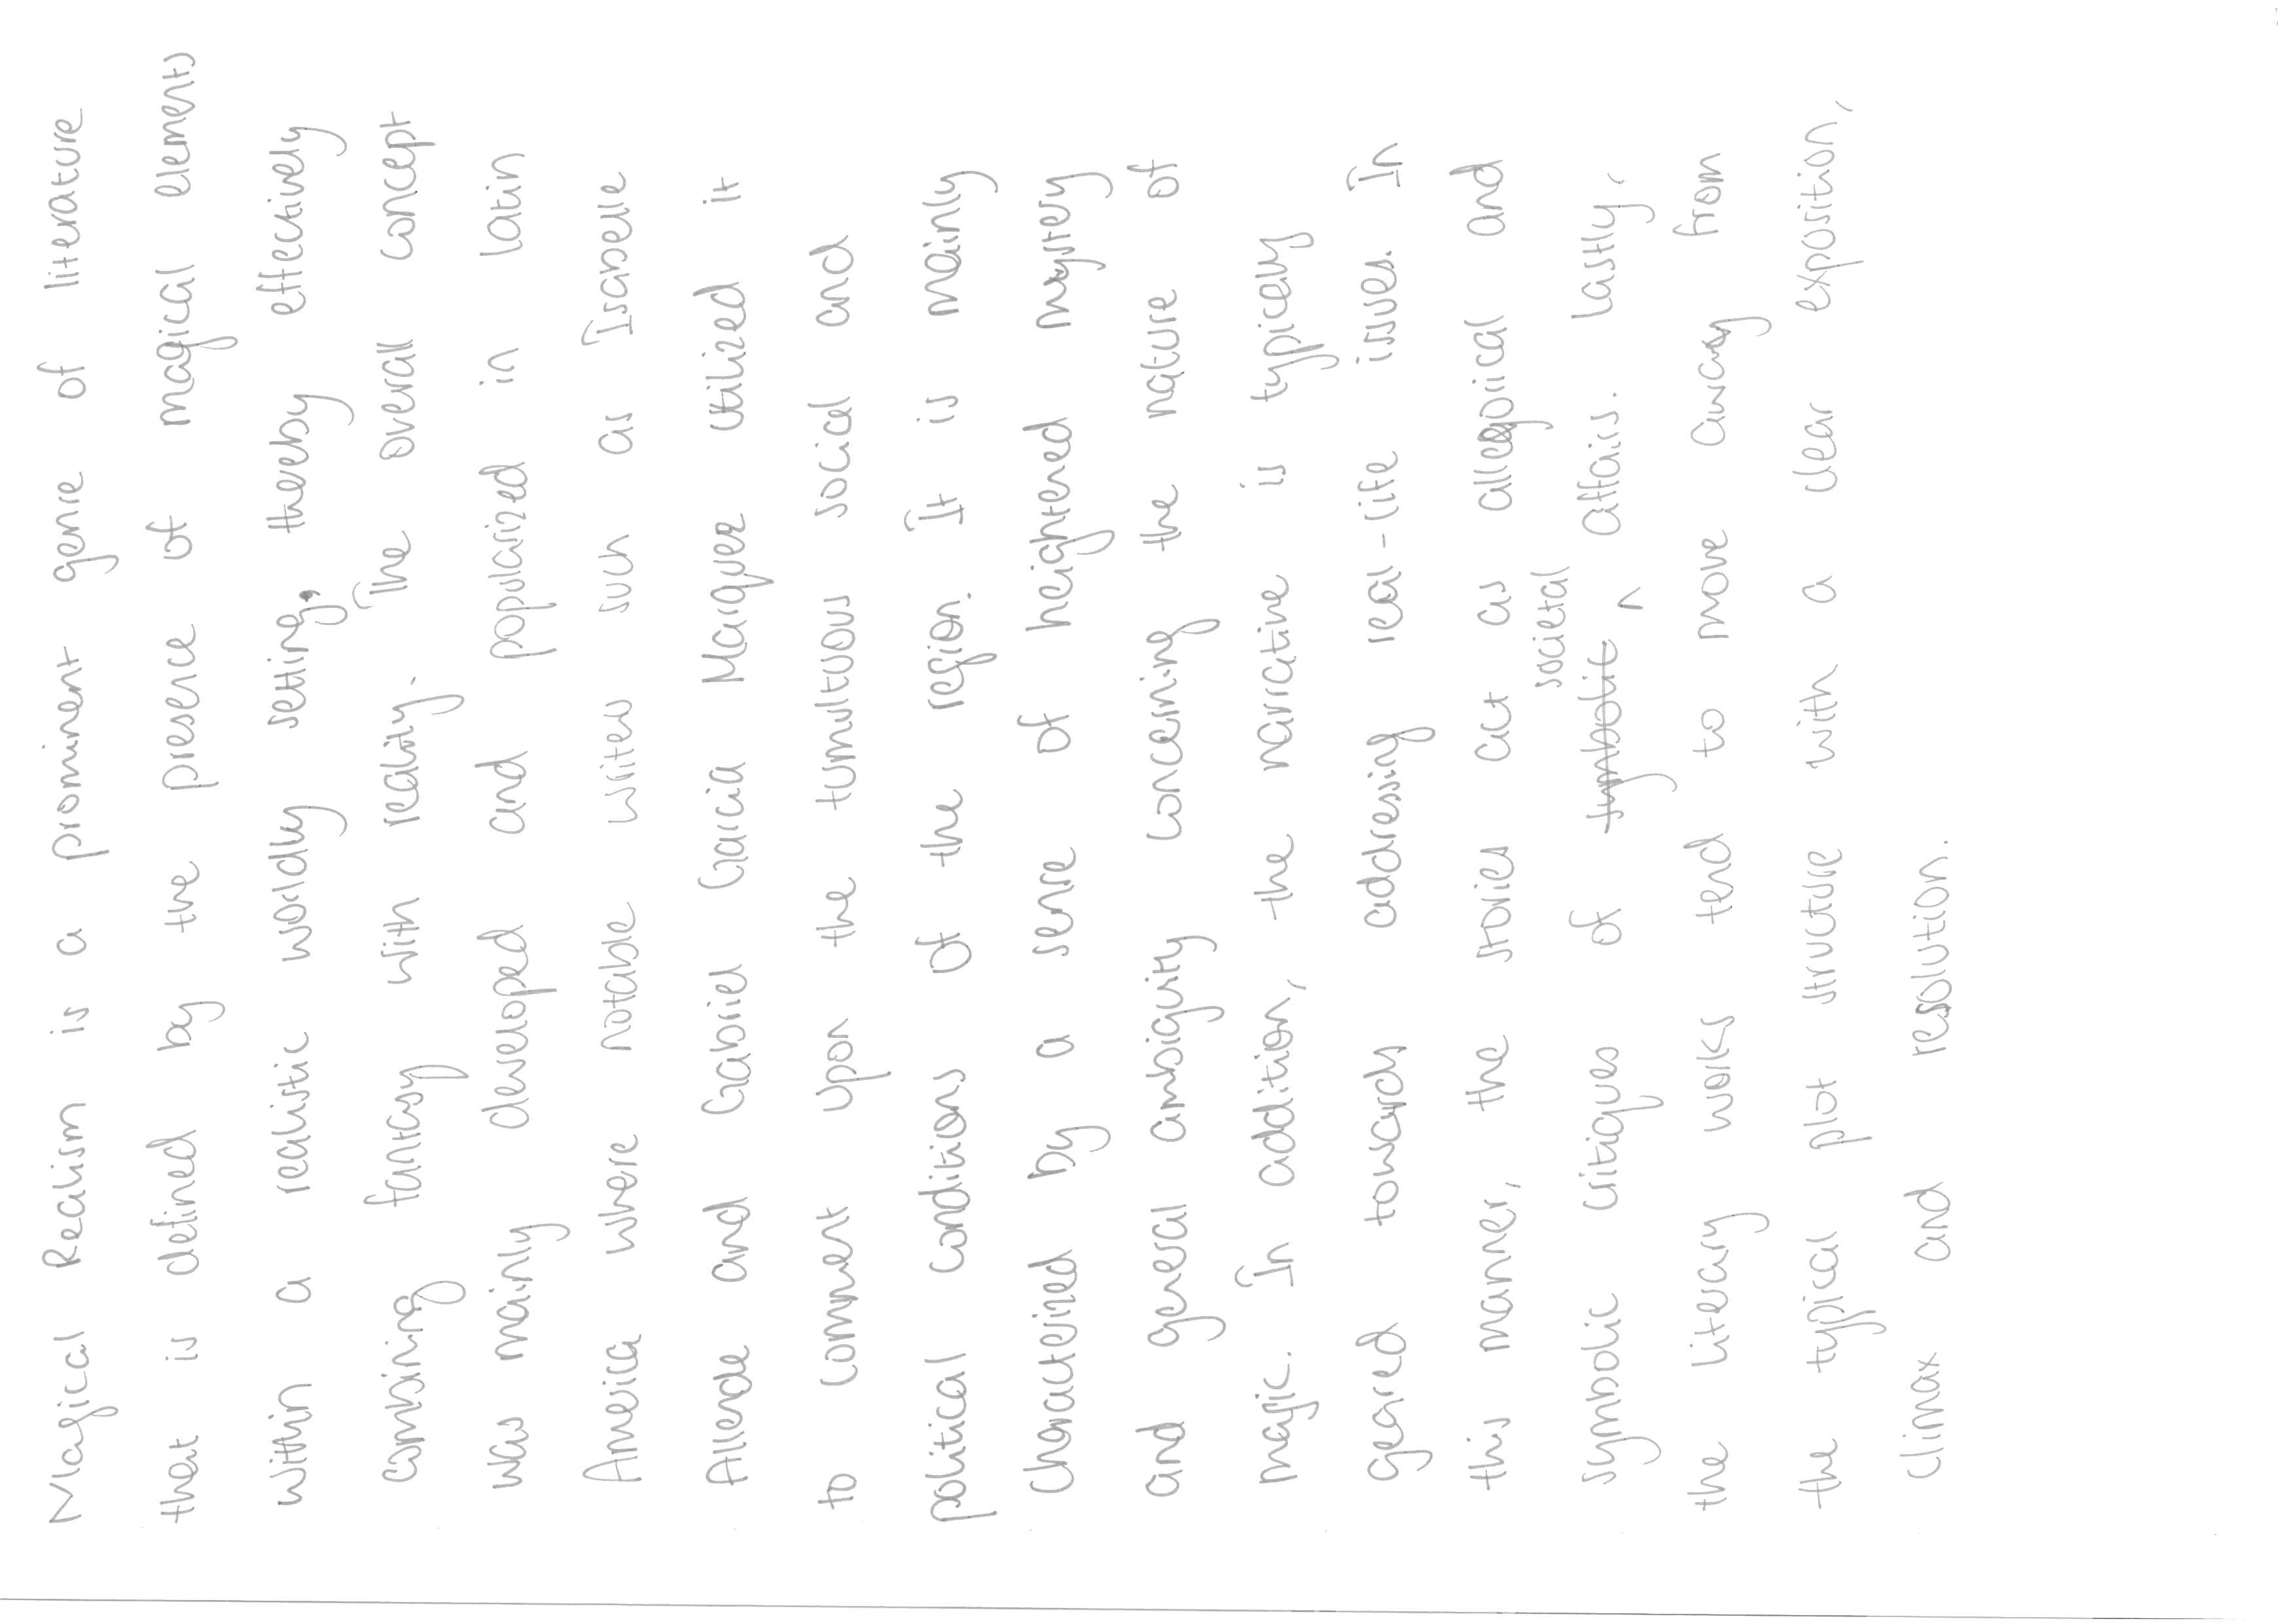 Magical Realism is a prominent genre of literature
that is defined by the presence of magical elements
within a realistic worldly setting, thereby effectively
combining fantasy with reality. The overall concept
was mainly developed and popularized in Latin
America where notable writers such as Isabelle
Allende and Gabriel Garcia Marquez utilized it
to comment upon the tumultuous social and
political conditions of the region. It is mainly
characterized by a sense of heightened mystery
and general ambiguity concerning the nature of
magic. In addition, the narrative is typically
geared towards addressing real-life issues. In
this manner, the stories act as allegorical and
societal
symbolic critiques of symbolic ^ affairs. Lastly,
the literary works tend to move away from
the typical plot structure with a clear exposition,
climax and resolution.